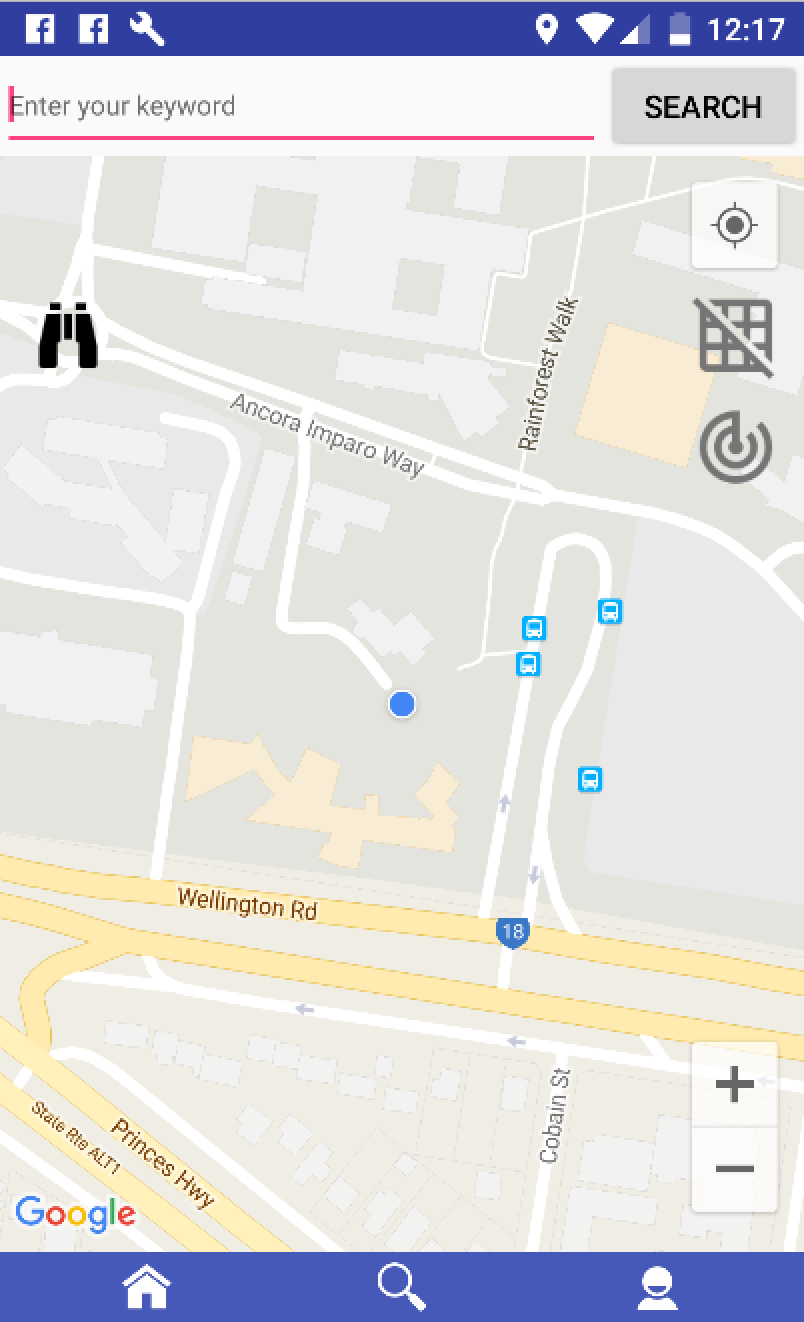 12:17
Enter your keyword
SEARCH
Rainforest Walk
Ancora Imparo Way
Wellington Rd
18
Cobain St
State Rte ALT1
Princes Hwy
Google